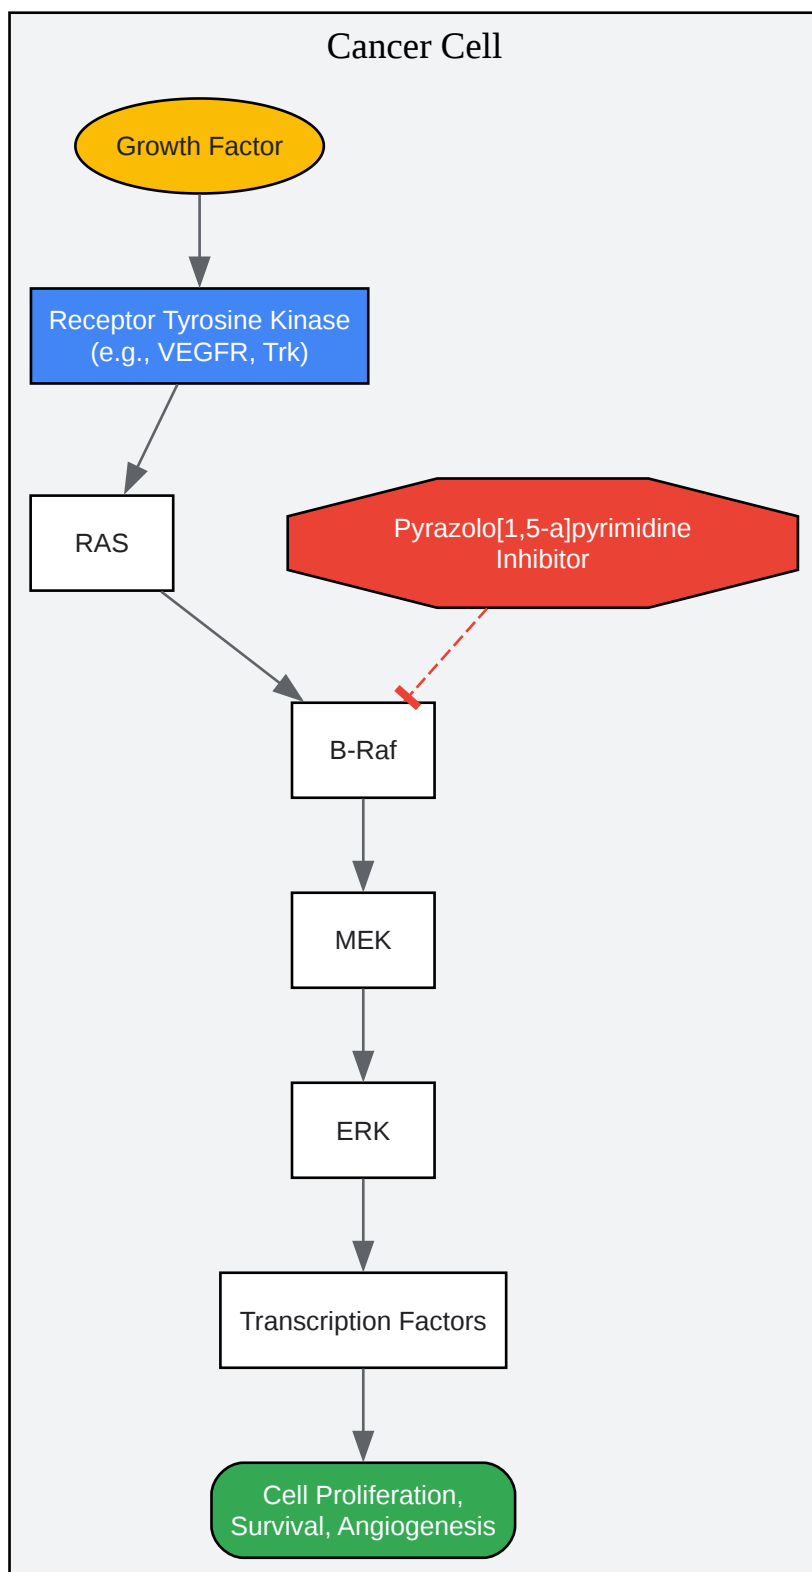 Cancer Cell
Growth Factor
Receptor Tyrosine Kinase
(e.g., VEGFR, Trk)
RAS
Pyrazolo[1,5-a]pyrimidine
Inhibitor
B-Raf
MEK
ERK
Transcription Factors
Cell Proliferation,
Survival, Angiogenesis